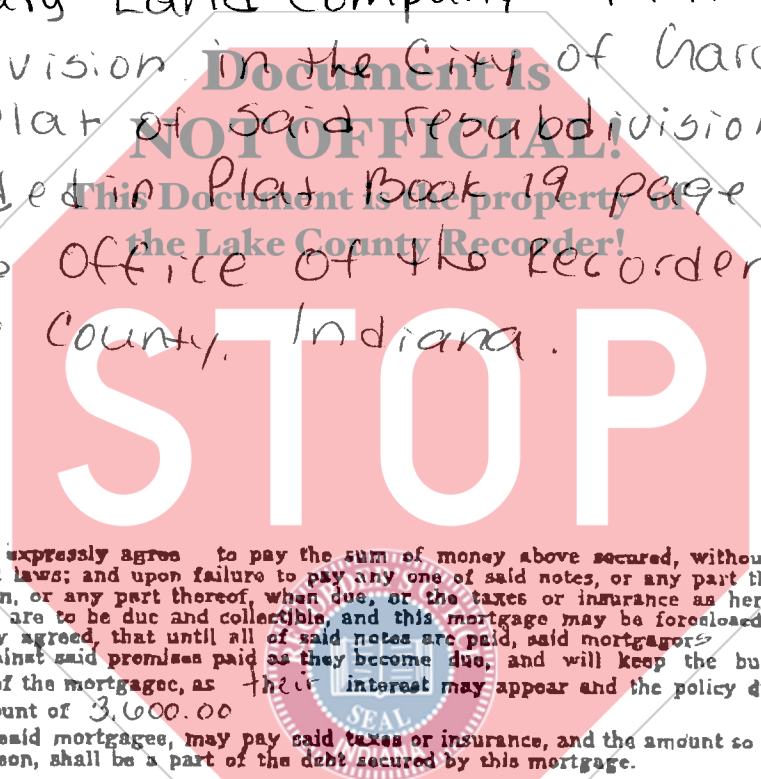 Land Company
vision in the City of
Document is
Plat of said resubdivision
NOT OFFICIAL!
ed in Plat Book 19 page
This Document is the property of
Office of the Recorder
the Lake County Recorder!
County, Indiana.
STOP
expressly agree to pay the sum of money above secured, withou
laws; and upon failure to pay any one of said notes, or any part th
n, or any part thereof, when due, or the taxes or insurance as her
are to be due and collectible, and this mortgage may be foreclosed
y agreed, that until all of said notes are paid, said mortgagors
inst said premises paid as they become due, and will keep the bu
f the mortgagee, as their interest may appear and the policy d
unt of 3,600.00
said mortgagee, may pay said taxes or insurance, and the amount so
son, shall be a part of the debt secured by this mortgage.
SEAL
INDIANA